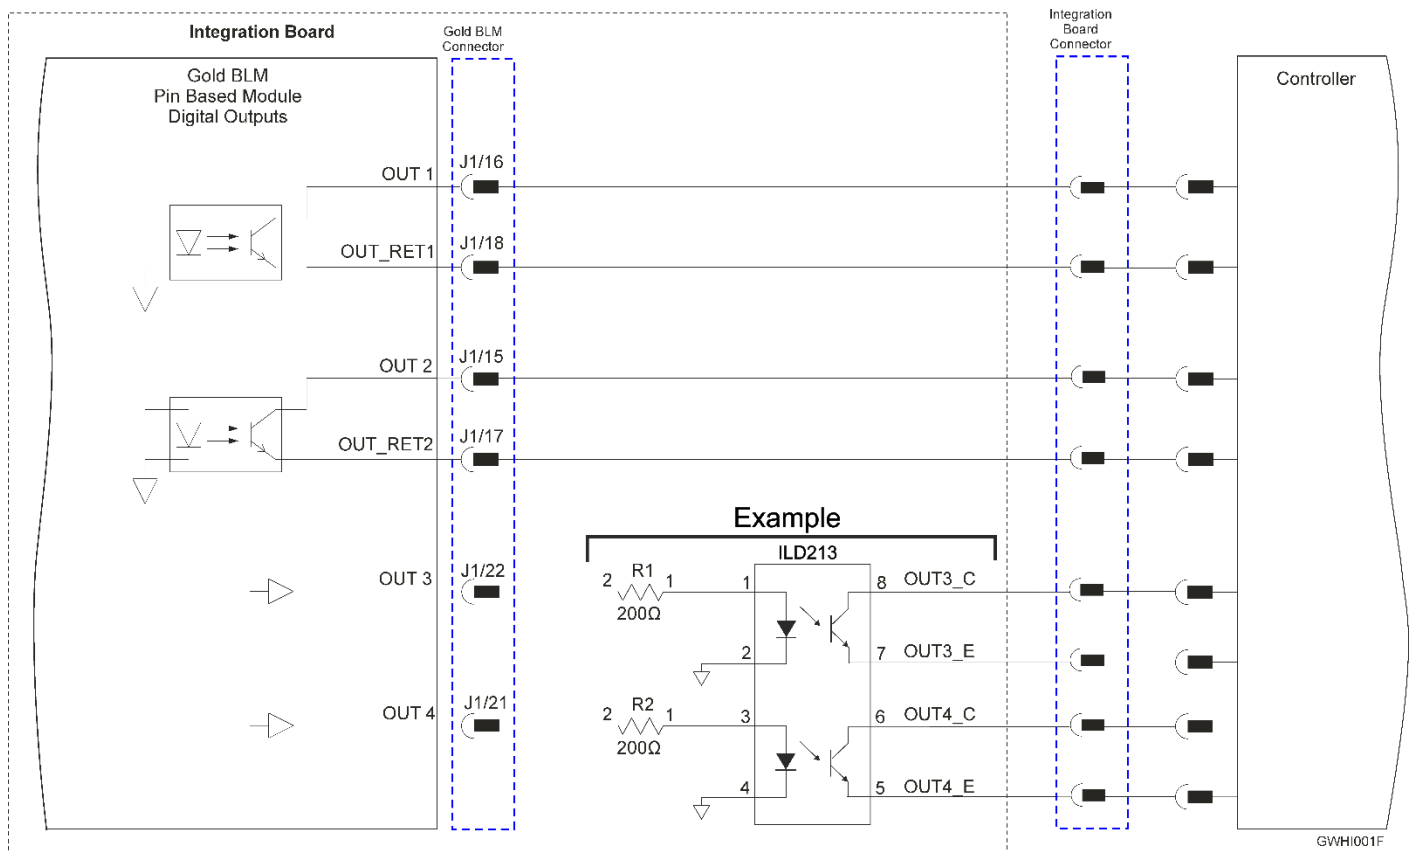 Integration Board
Gold BLM
Connector
Integration
Board
Connector
Gold BLM
Pin Based Module
Digital Outputs
Controller
OUT 1
J1/16
OUT_RET1
J1/18
OUT 2
J1/15
OUT_RET2
J1/17
Example
ILD213
OUT 3
J1/22
2 R1 1
200Ω
1
8 OUT3_C
2
7 OUT3_E
OUT 4
J1/21
2 R2 1
200Ω
3
6 OUT4_C
4
5 OUT4_E
GWHI001F